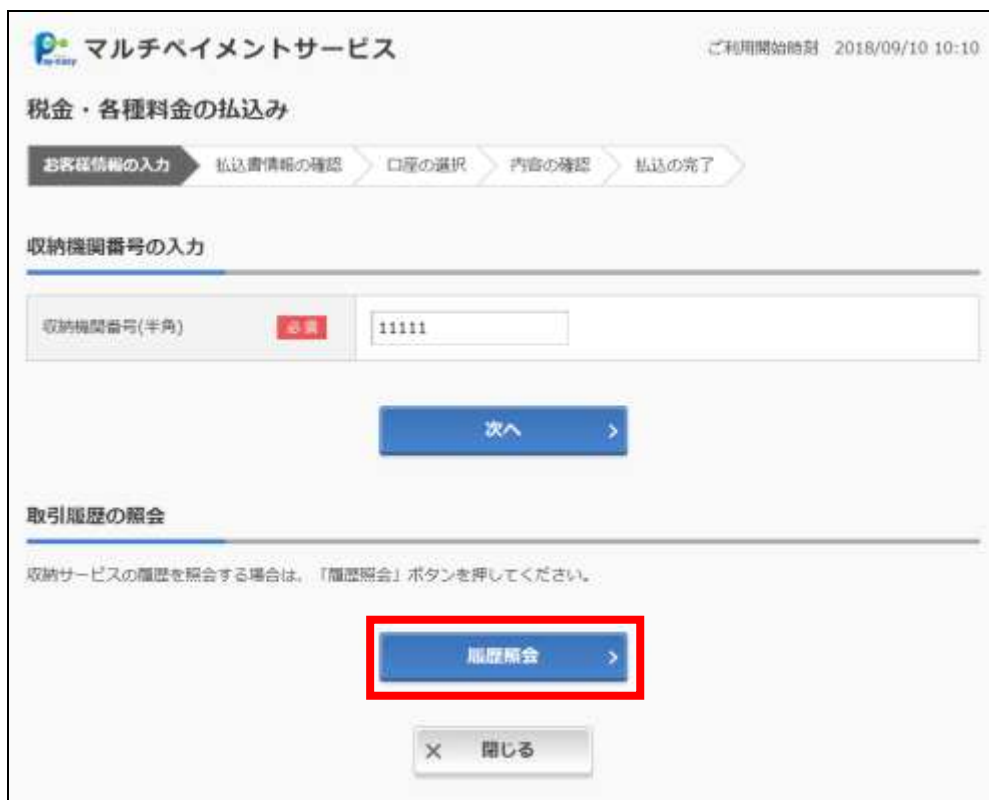 Pay-easy マルチペイメントサービス
ご利用開始時刻 2018/09/10 10:10
税金・各種料金の払込み
お客様情報の入力 払込書情報の確認 口座の選択 内容の確認 払込の完了
収納機関番号の入力
収納機関番号(半角) 必須 11111
次へ
取引履歴の照会
収納サービスの履歴を照会する場合は、「履歴照会」ボタンを押してください。
履歴照会
× 閉じる